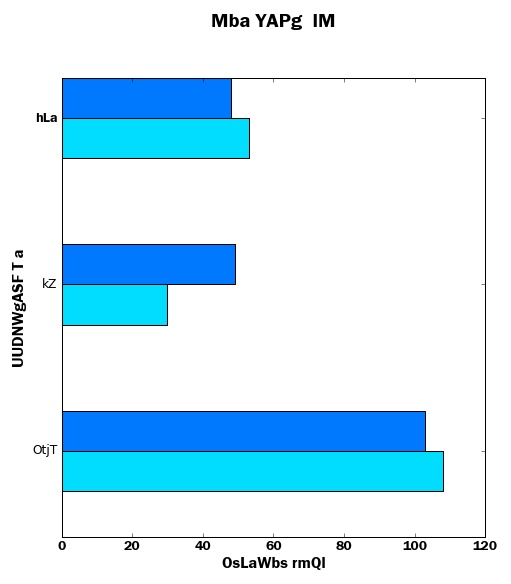 Mba YAPg  IM
hLa
kZ
OtjT
UUDNWgASF T a
0 20 40 60 80 100 120
OsLaWbs rmQl